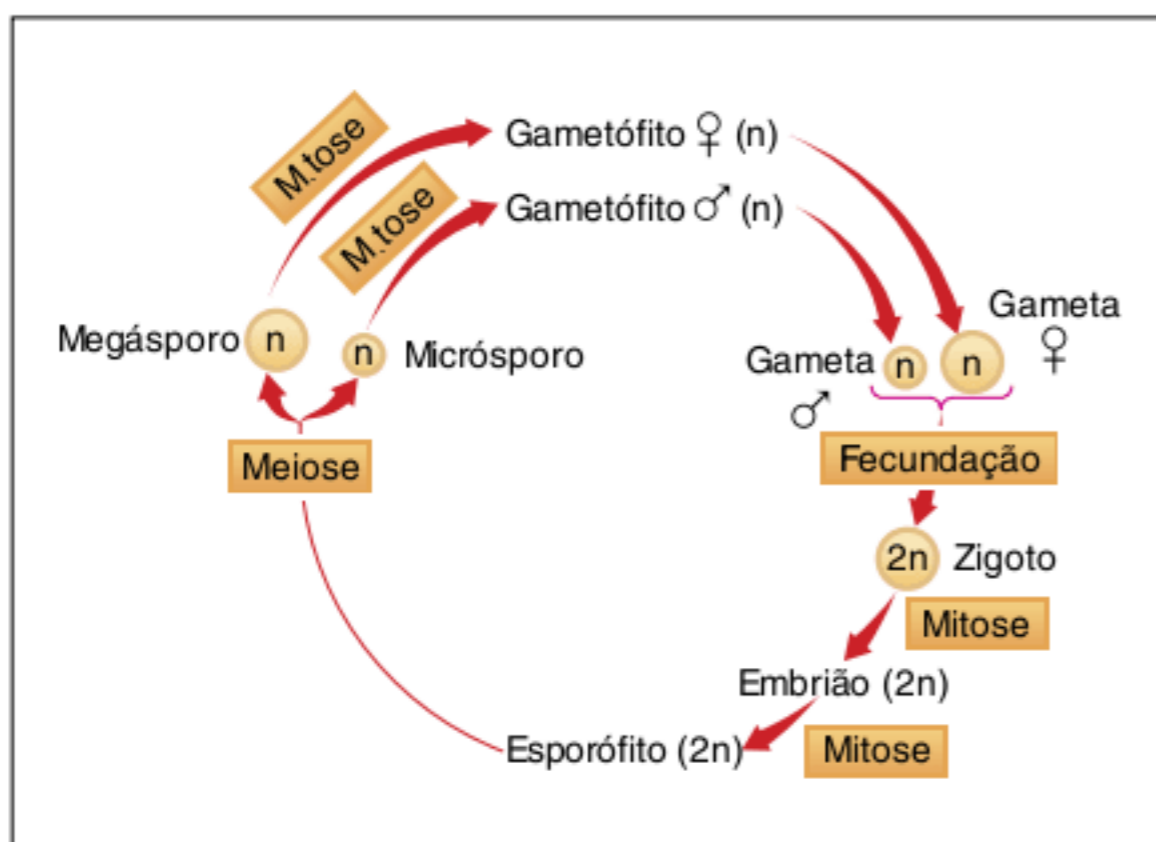 M.tose
Gametófito ♀ (n)
M.tose
Gametófito ♂ (n)
Megásporo
n
n
Micrósporo
Gameta
♂
n
n
Gameta
♀
Meiose
Fecundação
2n
Zigoto
Mitose
Embrião (2n)
Esporófito (2n)
Mitose